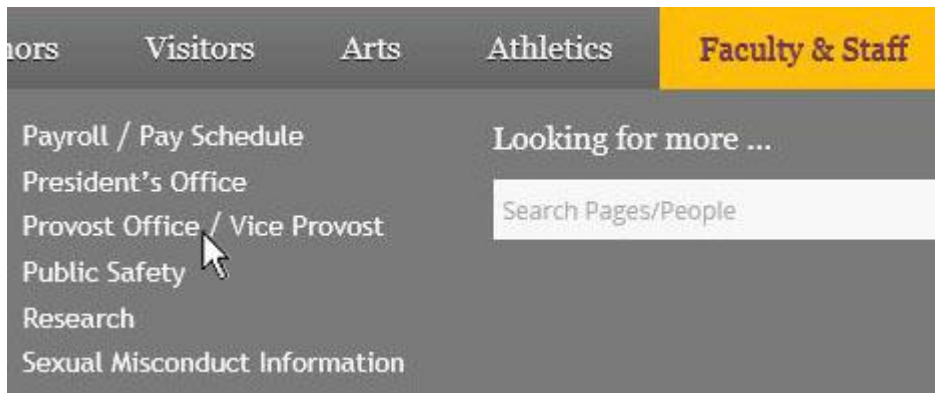 Visitors Arts Athletics Faculty & Staff
Payroll / Pay Schedule
President's Office
Provost Office / Vice Provost
Public Safety
Research
Sexual Misconduct Information
Looking for more ...
Search Pages/People